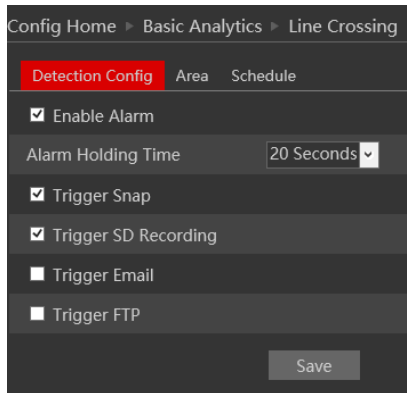 Config Home ▶ Basic Analytics ▶ Line Crossing
Detection Config Area Schedule
Enable Alarm
Alarm Holding Time 20 Seconds
Trigger Snap
Trigger SD Recording
Trigger Email
Trigger FTP
Save